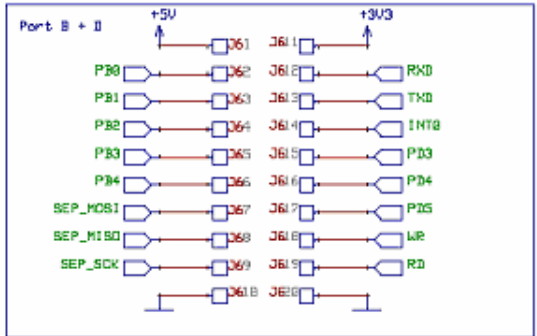 Port B + D
+5V +3V3
J61 J611
PB0 J62 J612 RXD
PB1 J63 J613 TXD
PB2 J64 J614 INT0
PB3 J65 J615 PD3
PB4 J66 J616 PD4
SEP_MOSI J67 J617 PD5
SEP_MISO J68 J618 WR
SEP_SCK J69 J619 RD
J610 J620